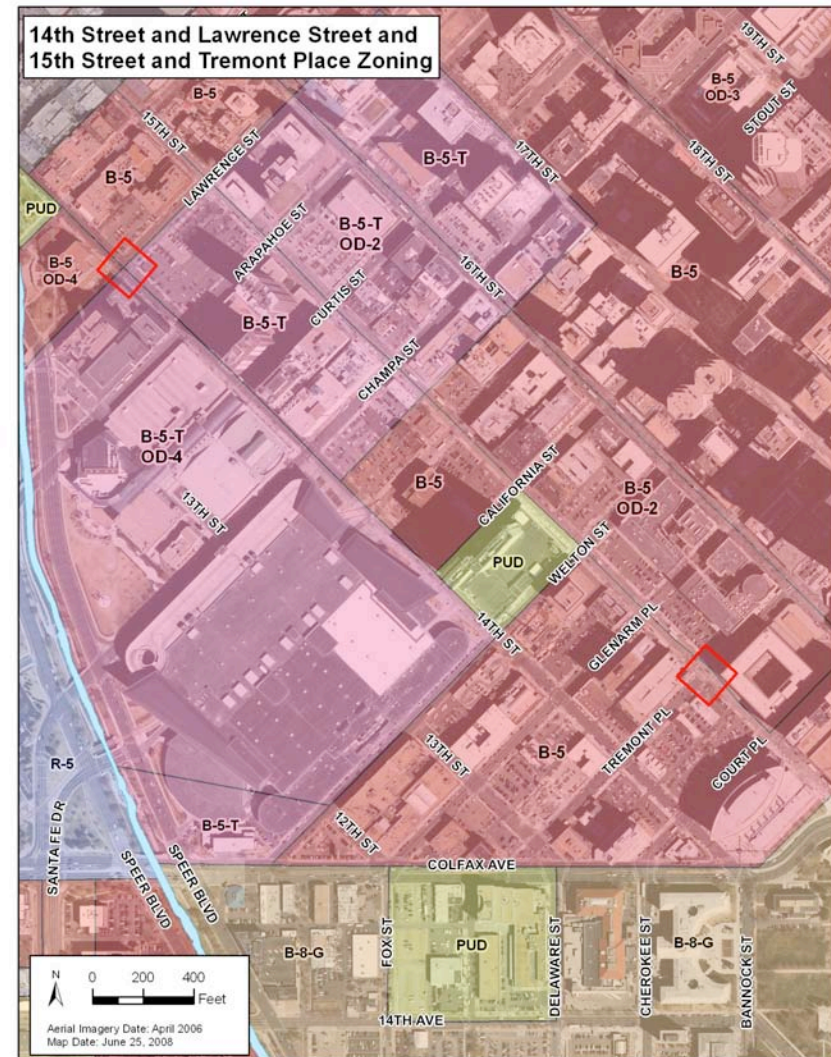 14th Street and Lawrence Street and
15th Street and Tremont Place Zoning
19TH ST
B-5
OD-3
STOUT ST
B-5
15TH ST
LAWRENCE ST
18TH ST
17TH ST
B-5-T
B-5
PUD
B-5-T
OD-2
ARAPAHOE ST
B-5
OD-4
16TH ST
B-5
CURTIS ST
B-5-T
CHAMPA ST
B-5-T
OD-4
CALIFORNIA ST
B-5
B-5
OD-2
13TH ST
WELTON ST
PUD
14TH ST
GLENARM PL
TREMONT PL
13TH ST
B-5
COURT PL
R-5
12TH ST
B-5-T
SANTA FE DR
SPEER BLVD
SPEER BLVD
COLFAX AVE
FOX ST
PUD
DELAWARE ST
CHEROKEE ST
B-8-G
BANNOCK ST
B-8-G
14TH AVE
N
0 200 400
Feet
Aerial Imagery Date: April 2006
Map Date: June 25, 2008